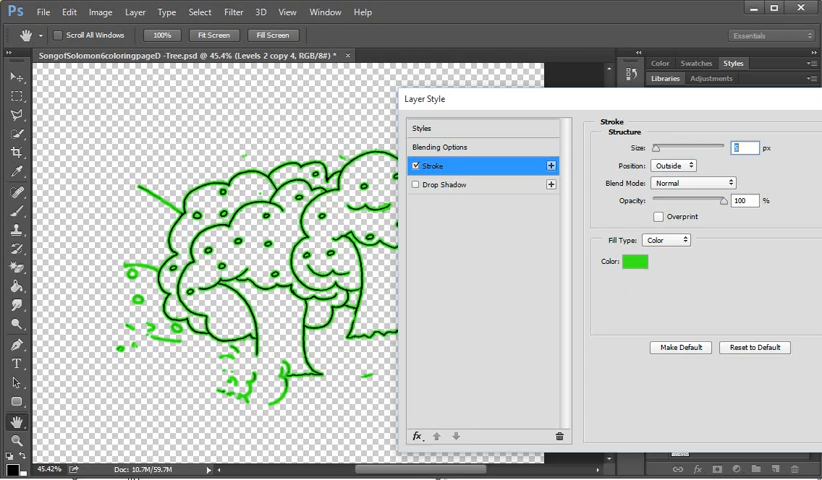 Ps File Edit Image Layer Type Select Filter 3D View Window Help
Scroll All Windows 100% Fit Screen Fill Screen Essentials
SongofSolomon6coloringpageD -Tree.psd @ 45.4% (Levels 2 copy 4, RGB/8#) * ×
Color Swatches Styles
Libraries Adjustments
Layer Style
Styles
Blending Options
Stroke
Drop Shadow
fx
Stroke
Structure
Size: px
Position: Outside
Blend Mode: Normal
Opacity: 100 %
Overprint
Fill Type: Color
Color:
Make Default Reset to Default
45.42% Doc: 10.7M/59.7M
fx